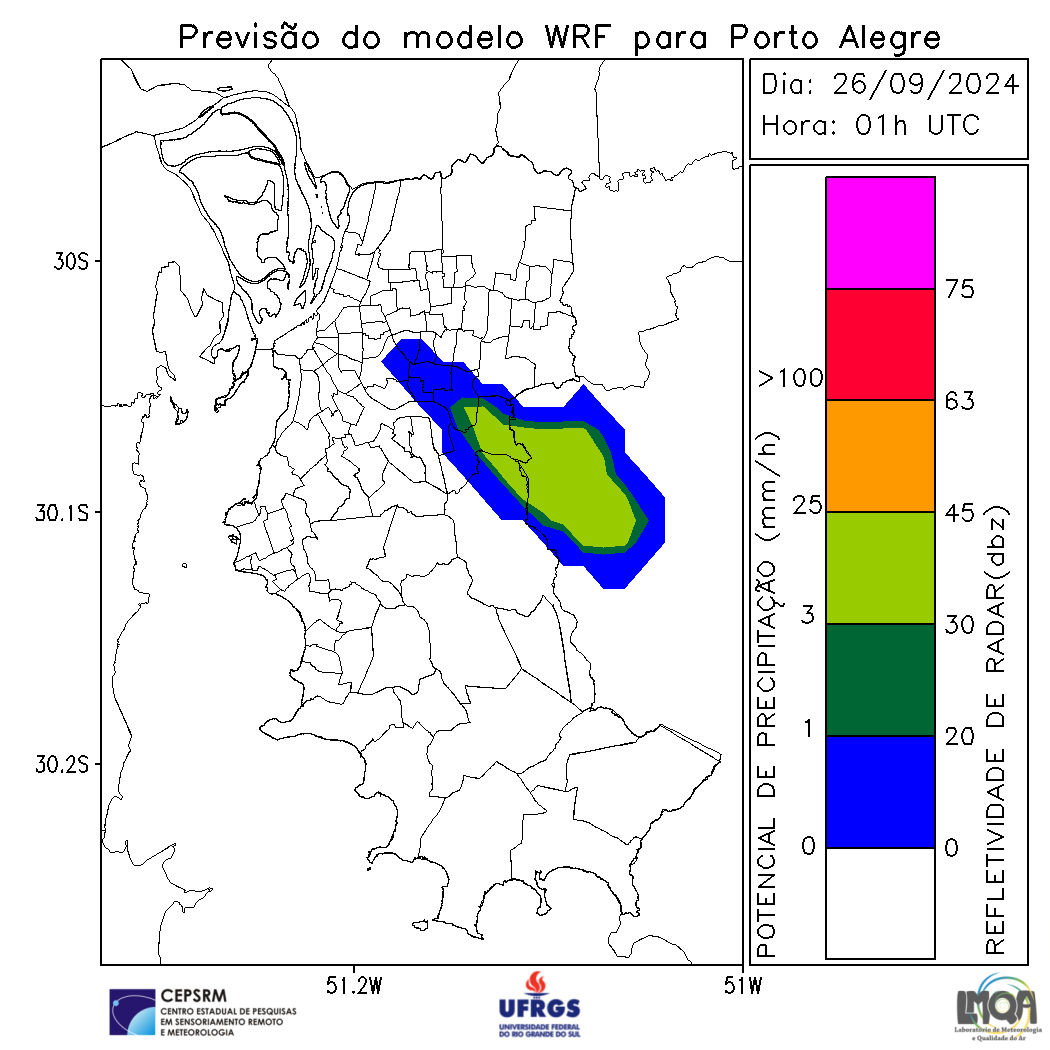 Previsão do modelo WRF para Porto Alegre
Dia: 26/09/2024
Hora: 01h UTC
30S
30.1S
30.2S
51.2W
51W
POTENCIAL DE PRECIPITAÇÃO (mm/h)
>100
25
3
1
0
75
63
45
30
20
0
REFLETIVIDADE DE RADAR(dbz)
CEPSRM
CENTRO ESTADUAL DE PESQUISAS
EM SENSORIAMENTO REMOTO
E METEOROLOGIA
UFRGS
UNIVERSIDADE FEDERAL
DO RIO GRANDE DO SUL
LMQA
Laboratório de Meteorologia
e Qualidade do Ar